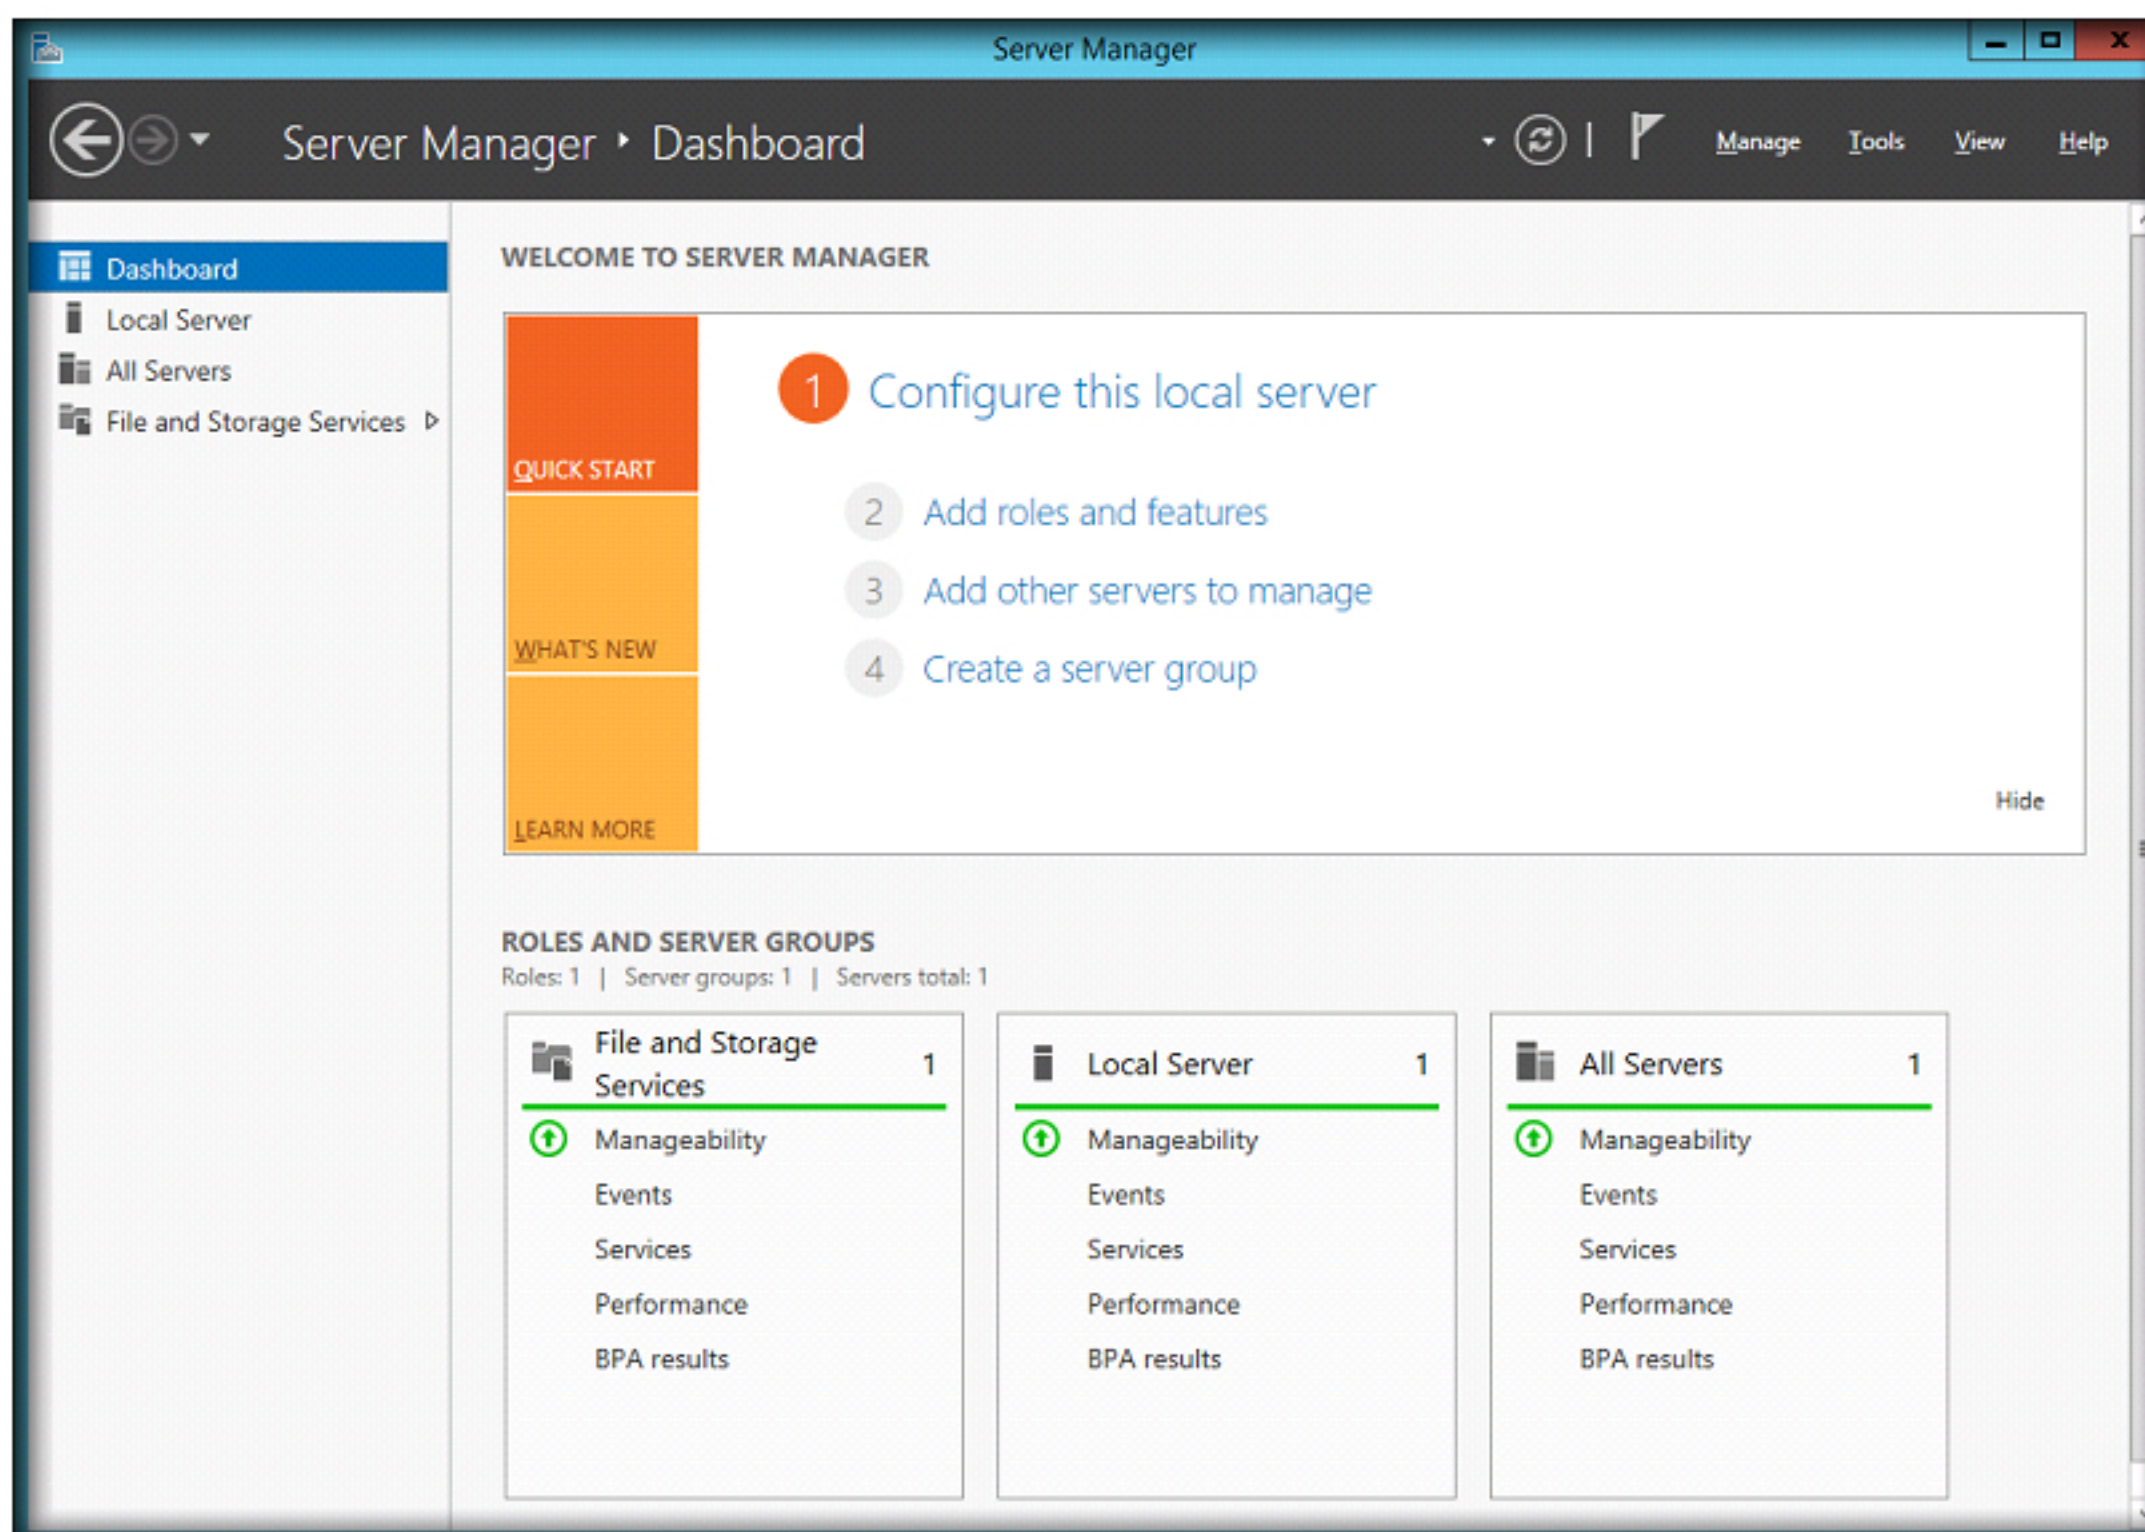 Server Manager
Server Manager ‣ Dashboard
Manage Tools View Help
Dashboard
Local Server
All Servers
File and Storage Services
WELCOME TO SERVER MANAGER
QUICK START
WHAT'S NEW
LEARN MORE
1 Configure this local server
2 Add roles and features
3 Add other servers to manage
4 Create a server group
Hide
ROLES AND SERVER GROUPS
Roles: 1 | Server groups: 1 | Servers total: 1
File and Storage
Services
1
Manageability
Events
Services
Performance
BPA results
Local Server 1
Manageability
Events
Services
Performance
BPA results
All Servers 1
Manageability
Events
Services
Performance
BPA results